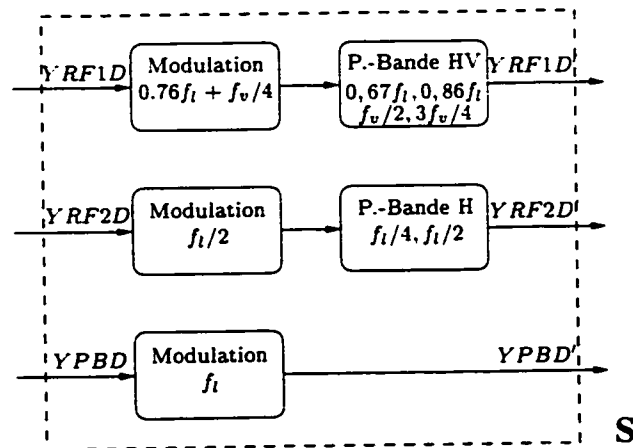 YRF1D
Modulation
0.76f_l + f_v/4
P.-Bande HV
0,67f_l, 0,86f_l
f_v/2, 3f_v/4
YRF1D'
YRF2D
Modulation
f_l/2
P.-Bande H
f_l/4, f_l/2
YRF2D'
YPBD
Modulation
f_l
YPBD'
S